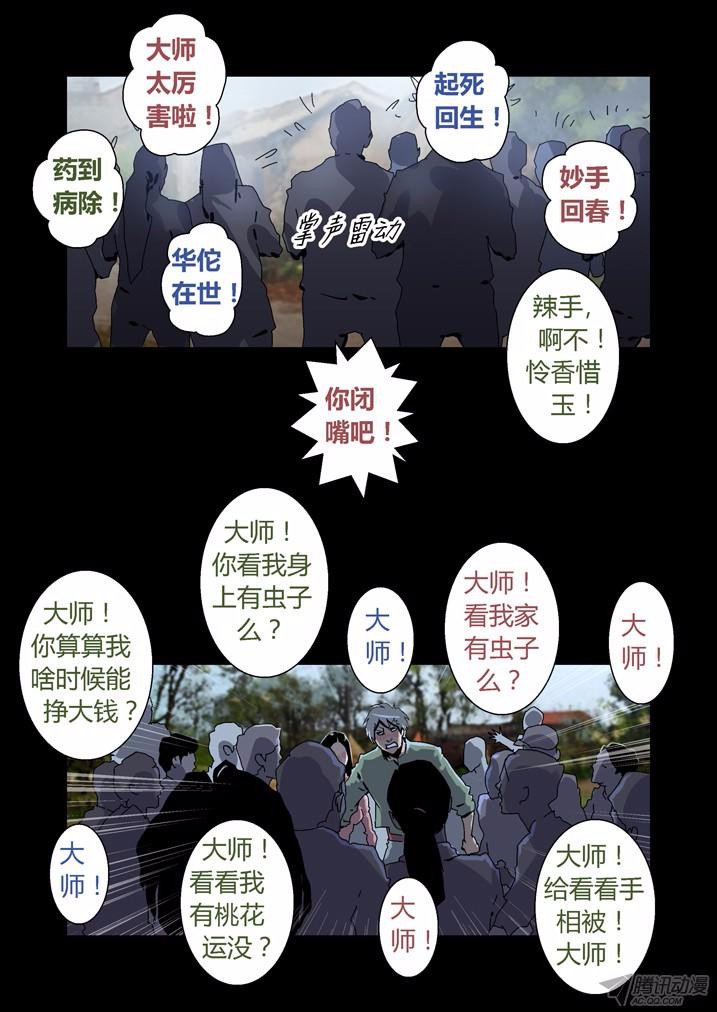 大师
太厉
害啦！
起死
回生！
药到
病除！
妙手
回春！
掌声雷动
华佗
在世！
辣手，
啊不！
怜香惜
玉！
你闭
嘴吧！
大师！
你看我身
上有虫子
么？
大师！
看我家
有虫子
么？
大师！
你算算我
啥时候能
挣大钱？
大
师！
大
师！
大
师！
大师！
看看我
有桃花
运没？
大
师！
大师！
给看看手
相被！
大师！
腾讯动漫